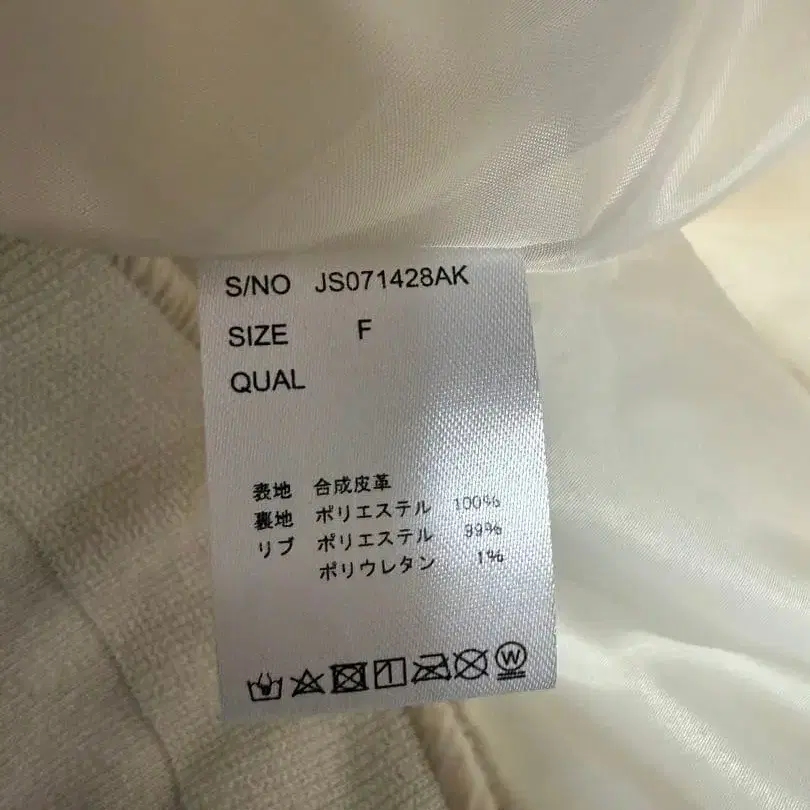 S/NO JS071428AK
SIZE F
QUAL
表地 合成皮革
裏地 ポリエステル 100%
リブ ポリエステル 99%
ポリウレタン 1%
W